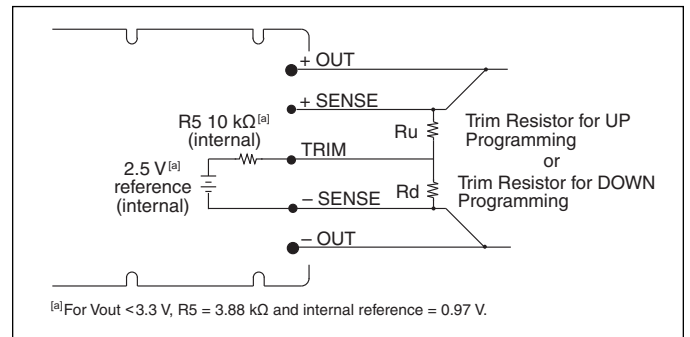 + OUT
+ SENSE
R5 10 kΩ[a]
(internal)
Ru
Trim Resistor for UP
Programming
or
Trim Resistor for DOWN
Programming
TRIM
2.5 V[a]
reference
(internal)
Rd
– SENSE
– OUT
[a]For Vout <3.3 V, R5 = 3.88 kΩ and internal reference = 0.97 V.